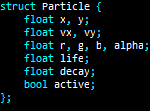 struct Particle {
    float x, y;
    float vx, vy;
    float r, g, b, alpha;
    float life;
    float decay;
    bool active;
};